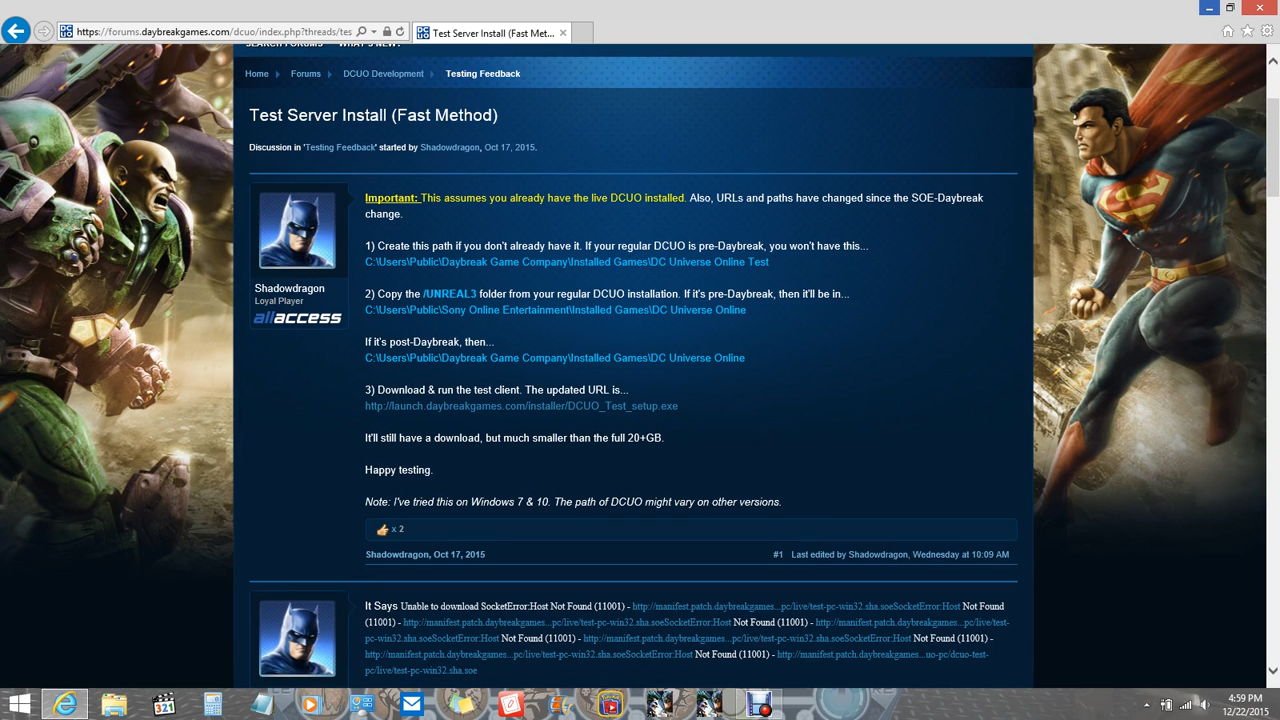 https://forums.daybreakgames.com/dcuo/index.php?threads/tes
Test Server Install (Fast Met...
SEARCH FORUMS WHAT'S NEW?
Home Forums DCUO Development Testing Feedback
Test Server Install (Fast Method)
Discussion in 'Testing Feedback' started by Shadowdragon, Oct 17, 2015.
Shadowdragon
Loyal Player
allaccess
Important: This assumes you already have the live DCUO installed. Also, URLs and paths have changed since the SOE-Daybreak
change.
1) Create this path if you don't already have it. If your regular DCUO is pre-Daybreak, you won't have this...
C:\Users\Public\Daybreak Game Company\Installed Games\DC Universe Online Test
2) Copy the /UNREAL3 folder from your regular DCUO installation. If it's pre-Daybreak, then it'll be in...
C:\Users\Public\Sony Online Entertainment\Installed Games\DC Universe Online
If it's post-Daybreak, then...
C:\Users\Public\Daybreak Game Company\Installed Games\DC Universe Online
3) Download & run the test client. The updated URL is...
http://launch.daybreakgames.com/installer/DCUO_Test_setup.exe
It'll still have a download, but much smaller than the full 20+GB.
Happy testing.
Note: I've tried this on Windows 7 & 10. The path of DCUO might vary on other versions.
x 2
Shadowdragon, Oct 17, 2015
#1 Last edited by Shadowdragon, Wednesday at 10:09 AM
It Says Unable to download SocketError:Host Not Found (11001) - http://manifest.patch.daybreakgames...pc/live/test-pc-win32.sha.soeSocketError:Host Not Found
(11001) - http://manifest.patch.daybreakgames...pc/live/test-pc-win32.sha.soeSocketError:Host Not Found (11001) - http://manifest.patch.daybreakgames...pc/live/test-
pc-win32.sha.soeSocketError:Host Not Found (11001) - http://manifest.patch.daybreakgames...pc/live/test-pc-win32.sha.soeSocketError:Host Not Found (11001) -
http://manifest.patch.daybreakgames...pc/live/test-pc-win32.sha.soeSocketError:Host Not Found (11001) - http://manifest.patch.daybreakgames...uo-pc/dcuo-test-
pc/live/test-pc-win32.sha.soe
321
4:59 PM
12/22/2015